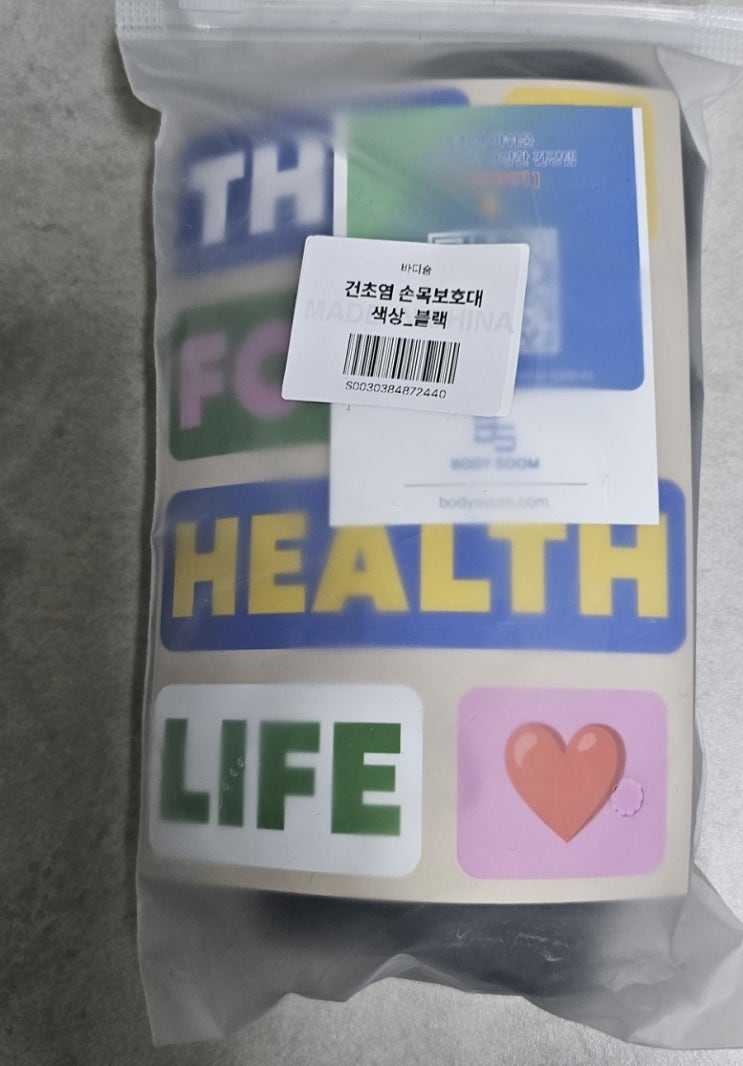 TH
FO
바디숨
건초염 손목보호대
색상_블랙
MADE IN CHINA
S0030384872440
BODY SOOM
bodysoom.com
HEALTH
LIFE